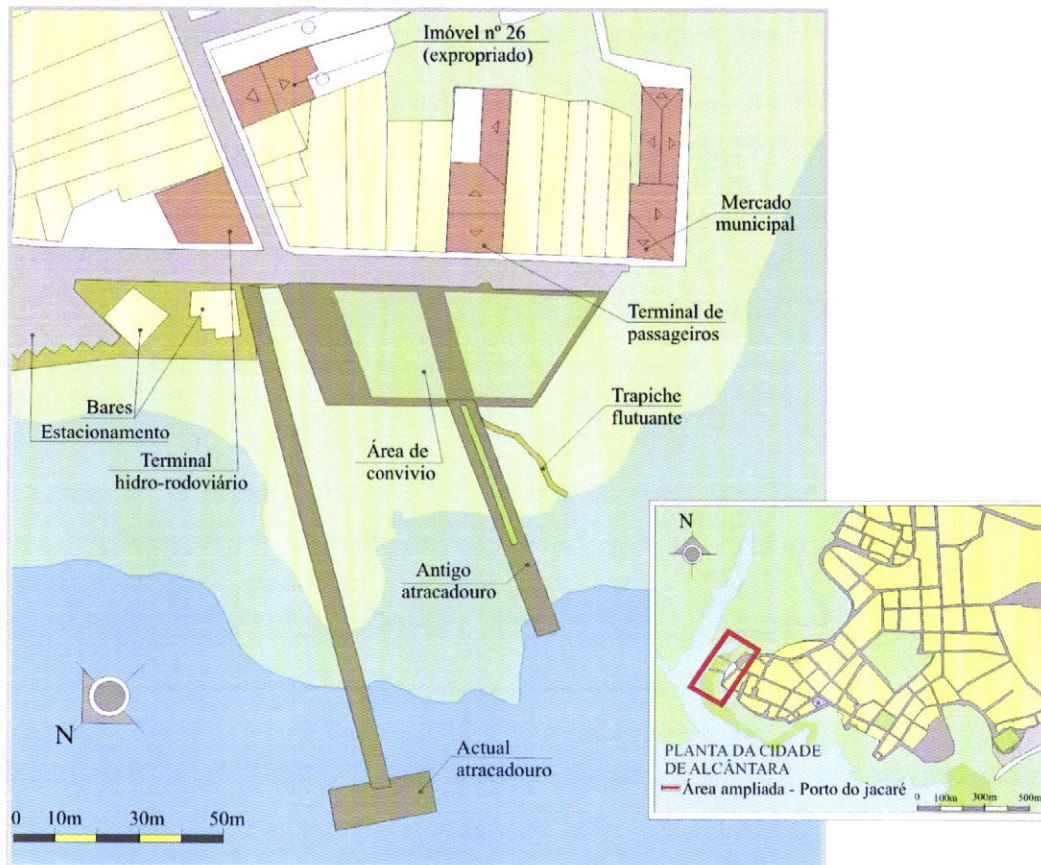 Imóvel nº 26
(expropriado)
Mercado
municipal
Terminal de
passageiros
Trapiche
flutuante
Bares
Estacionamento
Terminal
hidro-rodoviário
Área de
convivio
Antigo
atracadouro
Actual
atracadouro
N
0 10m 30m 50m
N
PLANTA DA CIDADE
DE ALCÂNTARA
Área ampliada - Porto do jacaré
0 100m 300m 500m